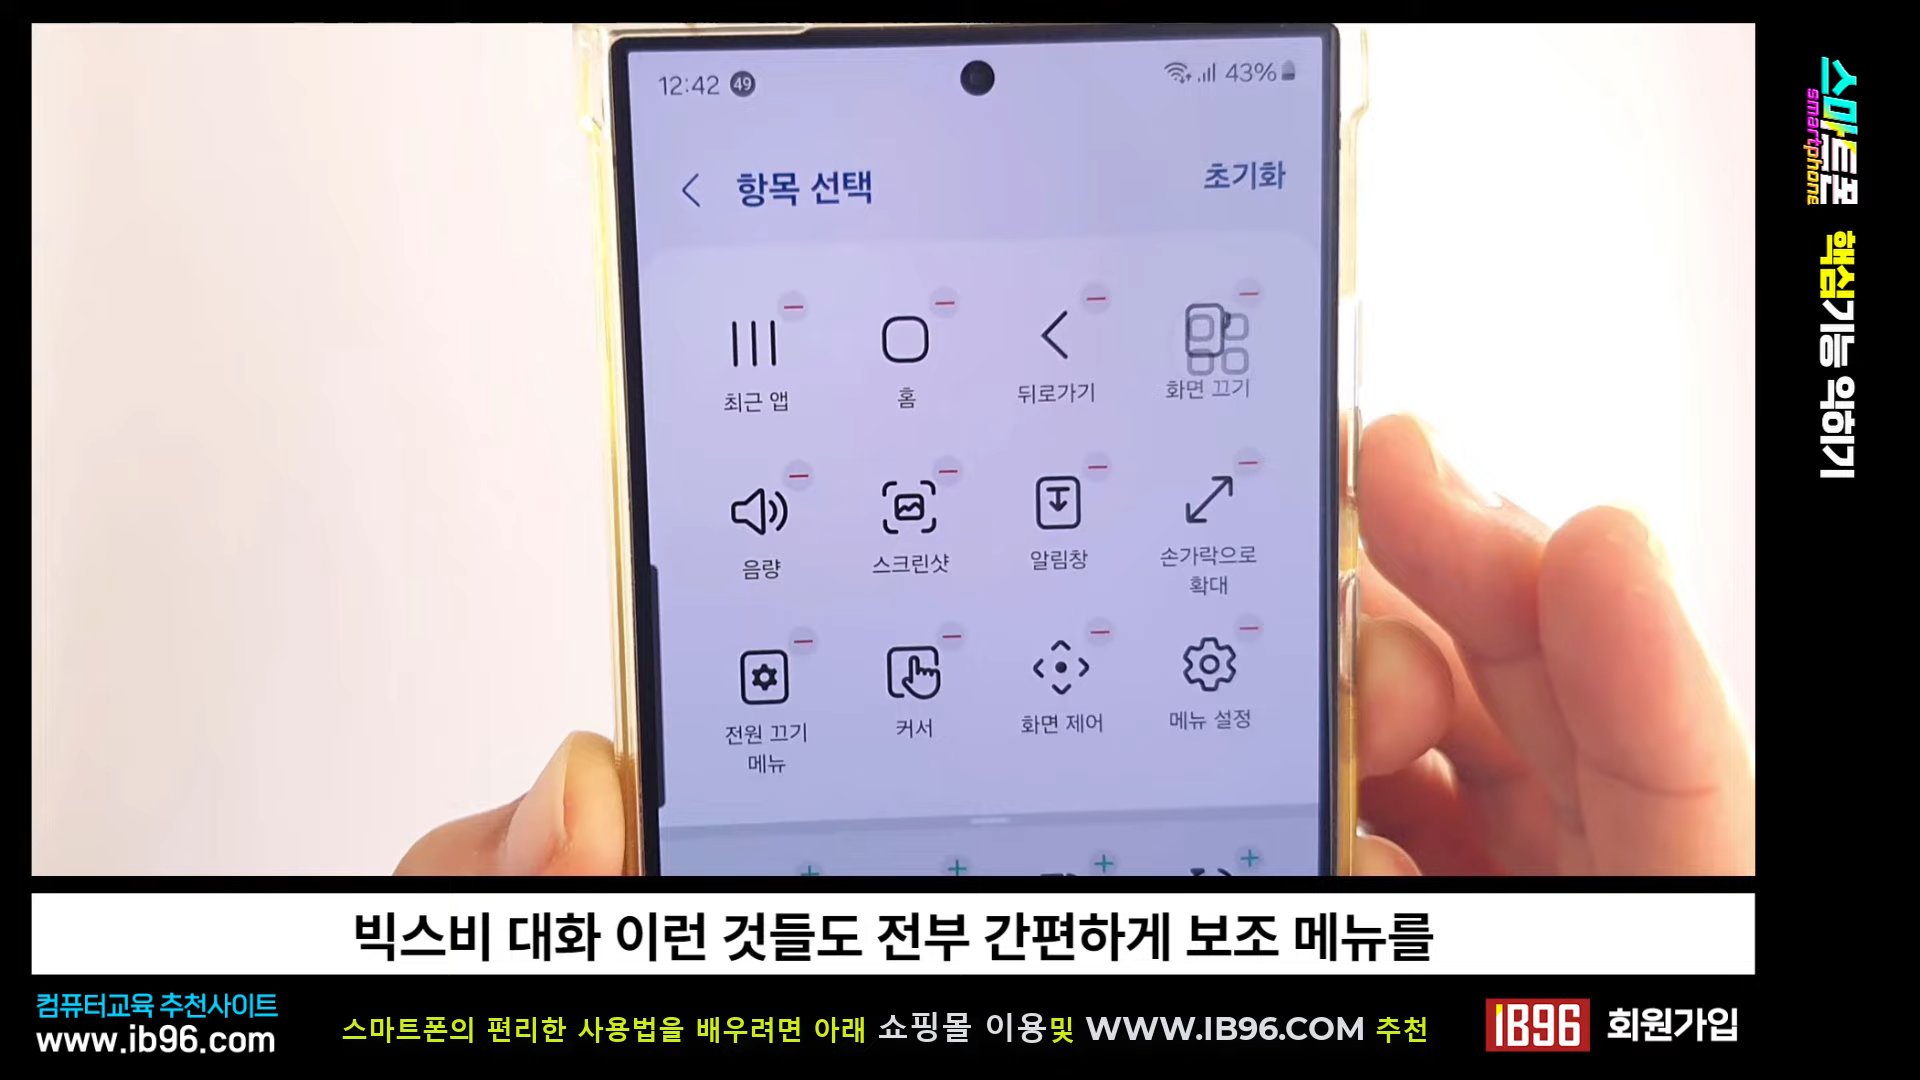 12:42 49 43%
항목 선택 초기화
최근 앱 홈 뒤로가기 화면 끄기
음량 스크린샷 알림창 손가락으로
확대
전원 끄기 커서 화면 제어 메뉴 설정
메뉴
스마트폰 핵심기능 익히기
smartphone
빅스비 대화 이런 것들도 전부 간편하게 보조 메뉴를
컴퓨터교육 추천사이트
www.ib96.com
스마트폰의 편리한 사용법을 배우려면 아래 쇼핑몰 이용및 WWW.IB96.COM 추천
IB96 회원가입